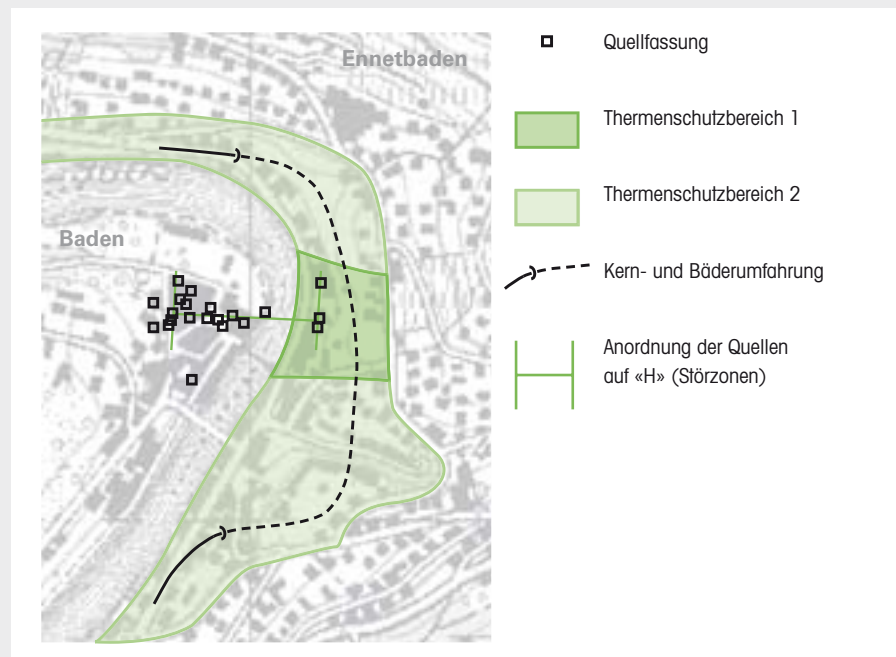 Ennetbaden
Baden
Quellfassung
Thermenschutzbereich 1
Thermenschutzbereich 2
Kern- und Bäderumfahrung
Anordnung der Quellen
auf «H» (Störzonen)